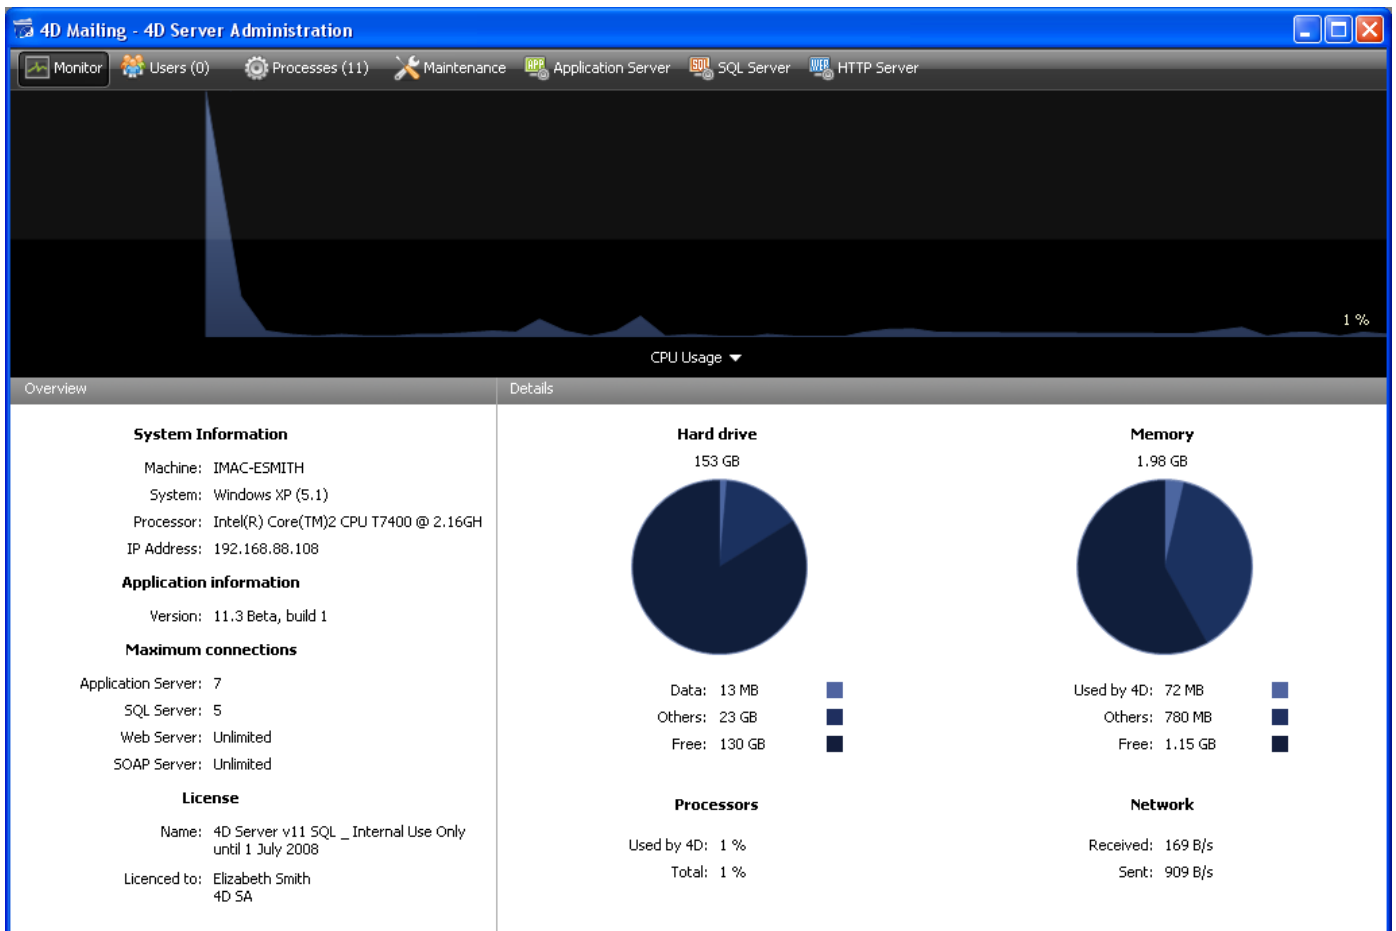 4D Mailing - 4D Server Administration
Monitor Users (0) Processes (11) Maintenance Application Server SQL Server HTTP Server
1 %
CPU Usage
Overview
Details
System Information
Machine: IMAC-ESMITH
System: Windows XP (5.1)
Processor: Intel(R) Core(TM)2 CPU T7400 @ 2.16GH
IP Address: 192.168.88.108
Application information
Version: 11.3 Beta, build 1
Maximum connections
Application Server: 7
SQL Server: 5
Web Server: Unlimited
SOAP Server: Unlimited
License
Name: 4D Server v11 SQL _ Internal Use Only
until 1 July 2008
Licenced to: Elizabeth Smith
4D SA
Hard drive
153 GB
Data: 13 MB
Others: 23 GB
Free: 130 GB
Memory
1.98 GB
Used by 4D: 72 MB
Others: 780 MB
Free: 1.15 GB
Processors
Used by 4D: 1 %
Total: 1 %
Network
Received: 169 B/s
Sent: 909 B/s